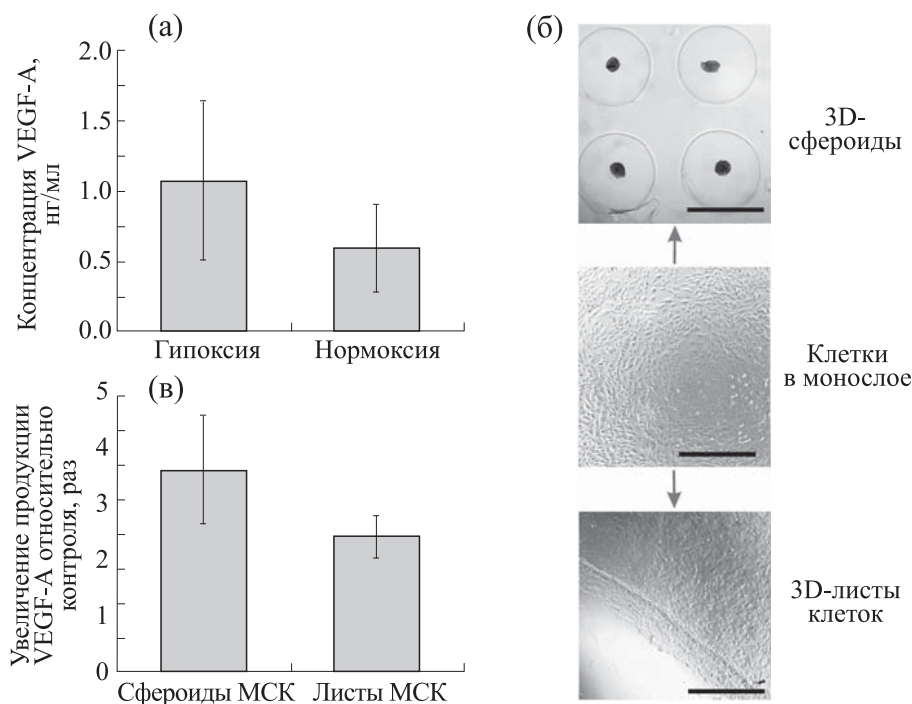 (а)
Концентрация VEGF-A,
нг/мл
2.0
1.5
1.0
0.5
0.0
Гипоксия
Нормоксия
(б)
3D-
сфероиды
Клетки
в монослое
3D-листы
клеток
(в)
Увеличение продукции
VEGF-A относительно
контроля, раз
5
4
3
2
1
0
Сфероиды МСК
Листы МСК